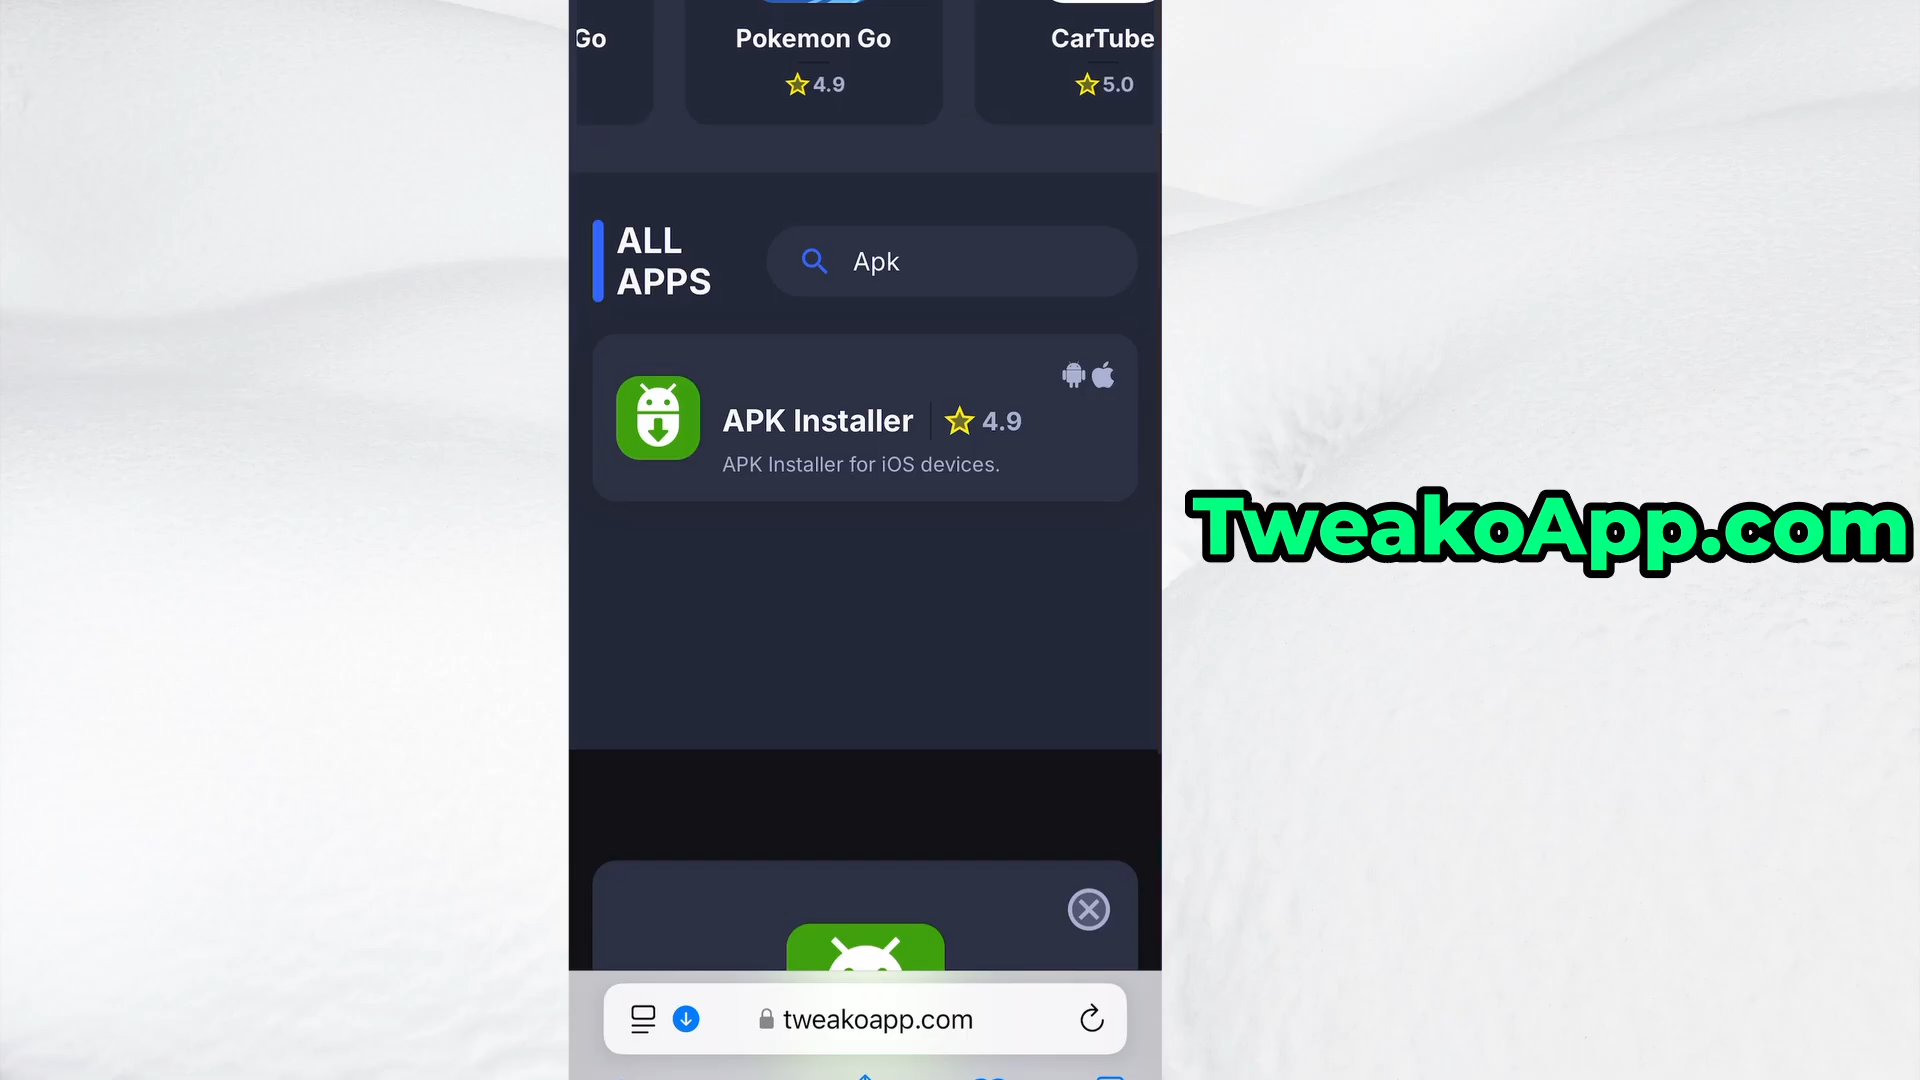 Go
Pokemon Go
CarTube
4.9
5.0
ALL
APPS
Apk
APK Installer
4.9
APK Installer for iOS devices.
TweakoApp.com
tweakoapp.com